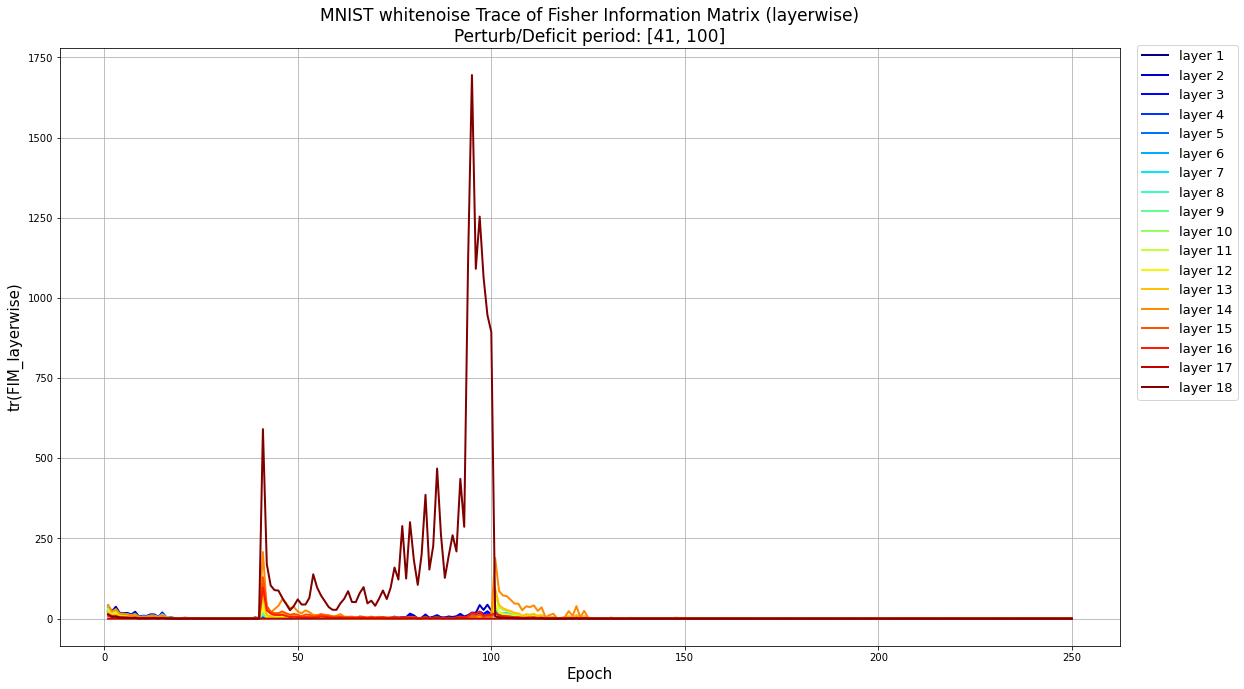 MNIST whitenoise Trace of Fisher Information Matrix (layerwise)
Perturb/Deficit period: [41, 100]
tr(FIM_layerwise)
1750
1500
1250
1000
750
500
250
0
0
50
100
150
200
250
Epoch
layer 1
layer 2
layer 3
layer 4
layer 5
layer 6
layer 7
layer 8
layer 9
layer 10
layer 11
layer 12
layer 13
layer 14
layer 15
layer 16
layer 17
layer 18